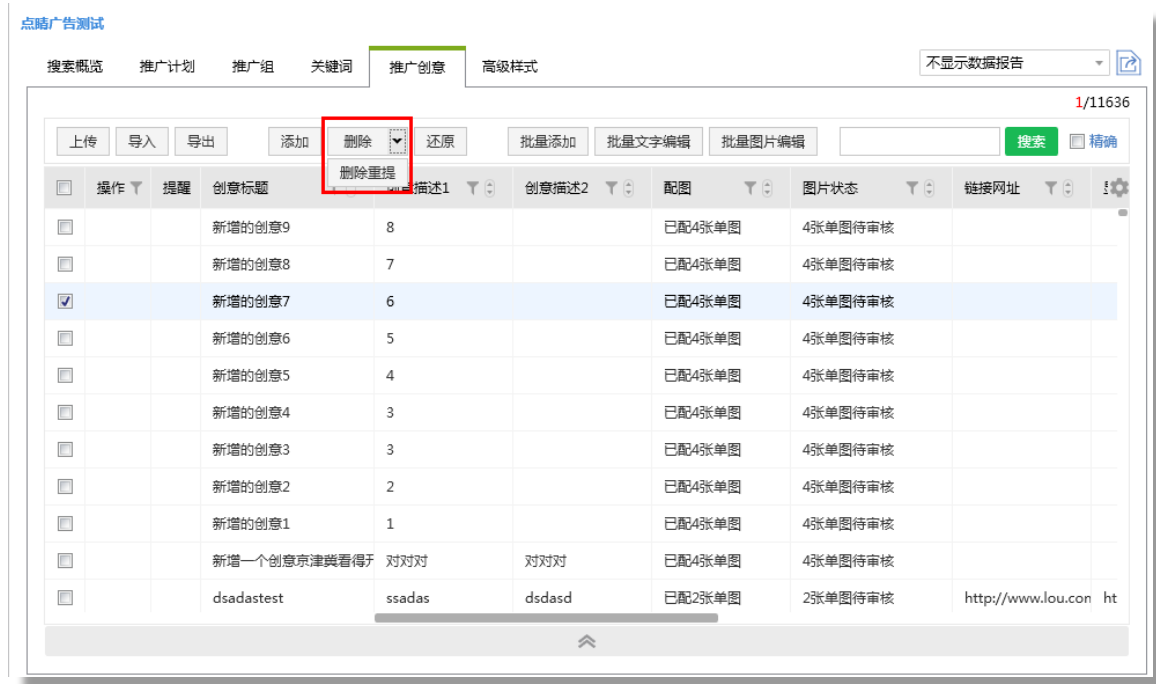 点睛广告测试
搜索概览 推广计划 推广组 关键词 推广创意 高级样式 不显示数据报告
1/11636
上传 导入 导出 添加 删除 还原 批量添加 批量文字编辑 批量图片编辑 搜索 精确
删除重提
操作 提醒 创意标题 创意描述1 创意描述2 配图 图片状态 链接网址
新增的创意9 8 已配4张单图 4张单图待审核
新增的创意8 7 已配4张单图 4张单图待审核
新增的创意7 6 已配4张单图 4张单图待审核
新增的创意6 5 已配4张单图 4张单图待审核
新增的创意5 4 已配4张单图 4张单图待审核
新增的创意4 3 已配4张单图 4张单图待审核
新增的创意3 3 已配4张单图 4张单图待审核
新增的创意2 2 已配4张单图 4张单图待审核
新增的创意1 1 已配4张单图 4张单图待审核
新增一个创意京津冀看得开 对对对 对对对 已配4张单图 4张单图待审核
dsadastest ssadas dsdasd 已配2张单图 2张单图待审核 http://www.lou.con ht